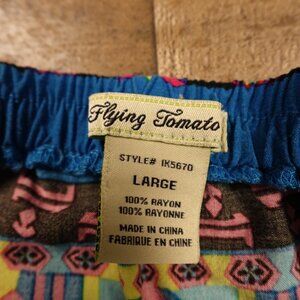 Flying Tomato
STYLE# IK5670
LARGE
100% RAYON
100% RAYONNE
MADE IN CHINA
FABRIQUE EN CHINE